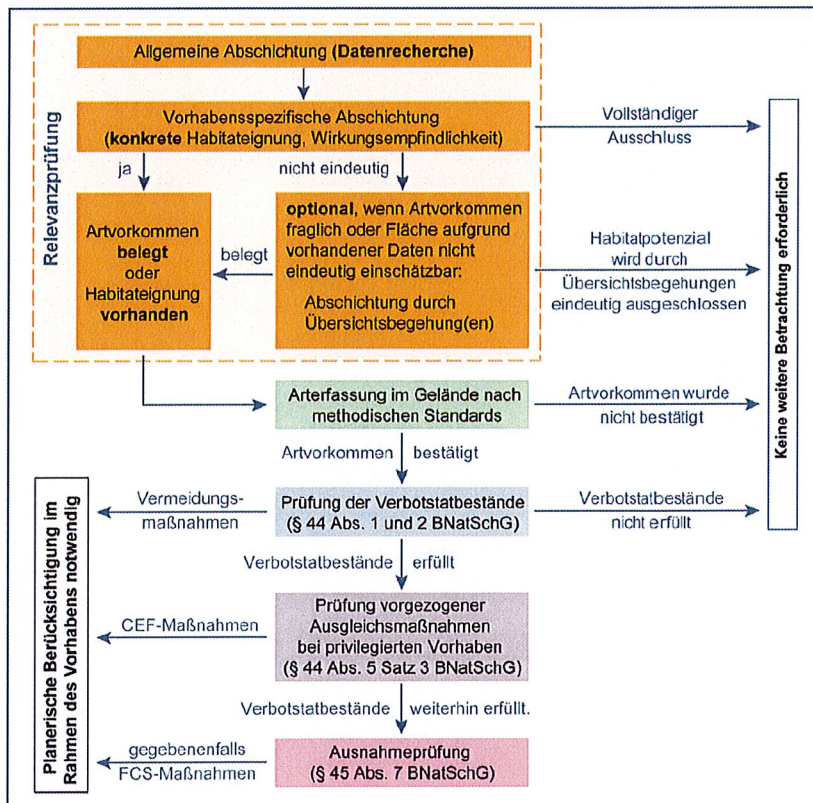 Allgemeine Abschichtung (Datenrecherche)
Vorhabensspezifische Abschichtung
(konkrete Habitateignung, Wirkungsempfindlichkeit)
Vollständiger
Ausschluss
ja
nicht eindeutig
Relevanzprüfung
Artvorkommen
belegt
oder
Habitateignung
vorhanden
belegt
optional, wenn Artvorkommen
fraglich oder Fläche aufgrund
vorhandener Daten nicht
eindeutig einschätzbar:
Abschichtung durch
Übersichtsbegehung(en)
Habitatpotenzial
wird durch
Übersichtsbegehungen
eindeutig ausgeschlossen
Keine weitere Betrachtung erforderlich
Arterfassung im Gelände nach
methodischen Standards
Artvorkommen wurde
nicht bestätigt
Artvorkommen bestätigt
Vermeidungs-
maßnahmen
Prüfung der Verbotstatbestände
(§ 44 Abs. 1 und 2 BNatSchG)
Verbotstatbestände
nicht erfüllt
Verbotstatbestände erfüllt
Planerische Berücksichtigung im
Rahmen des Vorhabens notwendig
CEF-Maßnahmen
Prüfung vorgezogener
Ausgleichsmaßnahmen
bei privilegierten Vorhaben
(§ 44 Abs. 5 Satz 3 BNatSchG)
Verbotstatbestände weiterhin erfüllt.
gegebenenfalls
FCS-Maßnahmen
Ausnahmeprüfung
(§ 45 Abs. 7 BNatSchG)